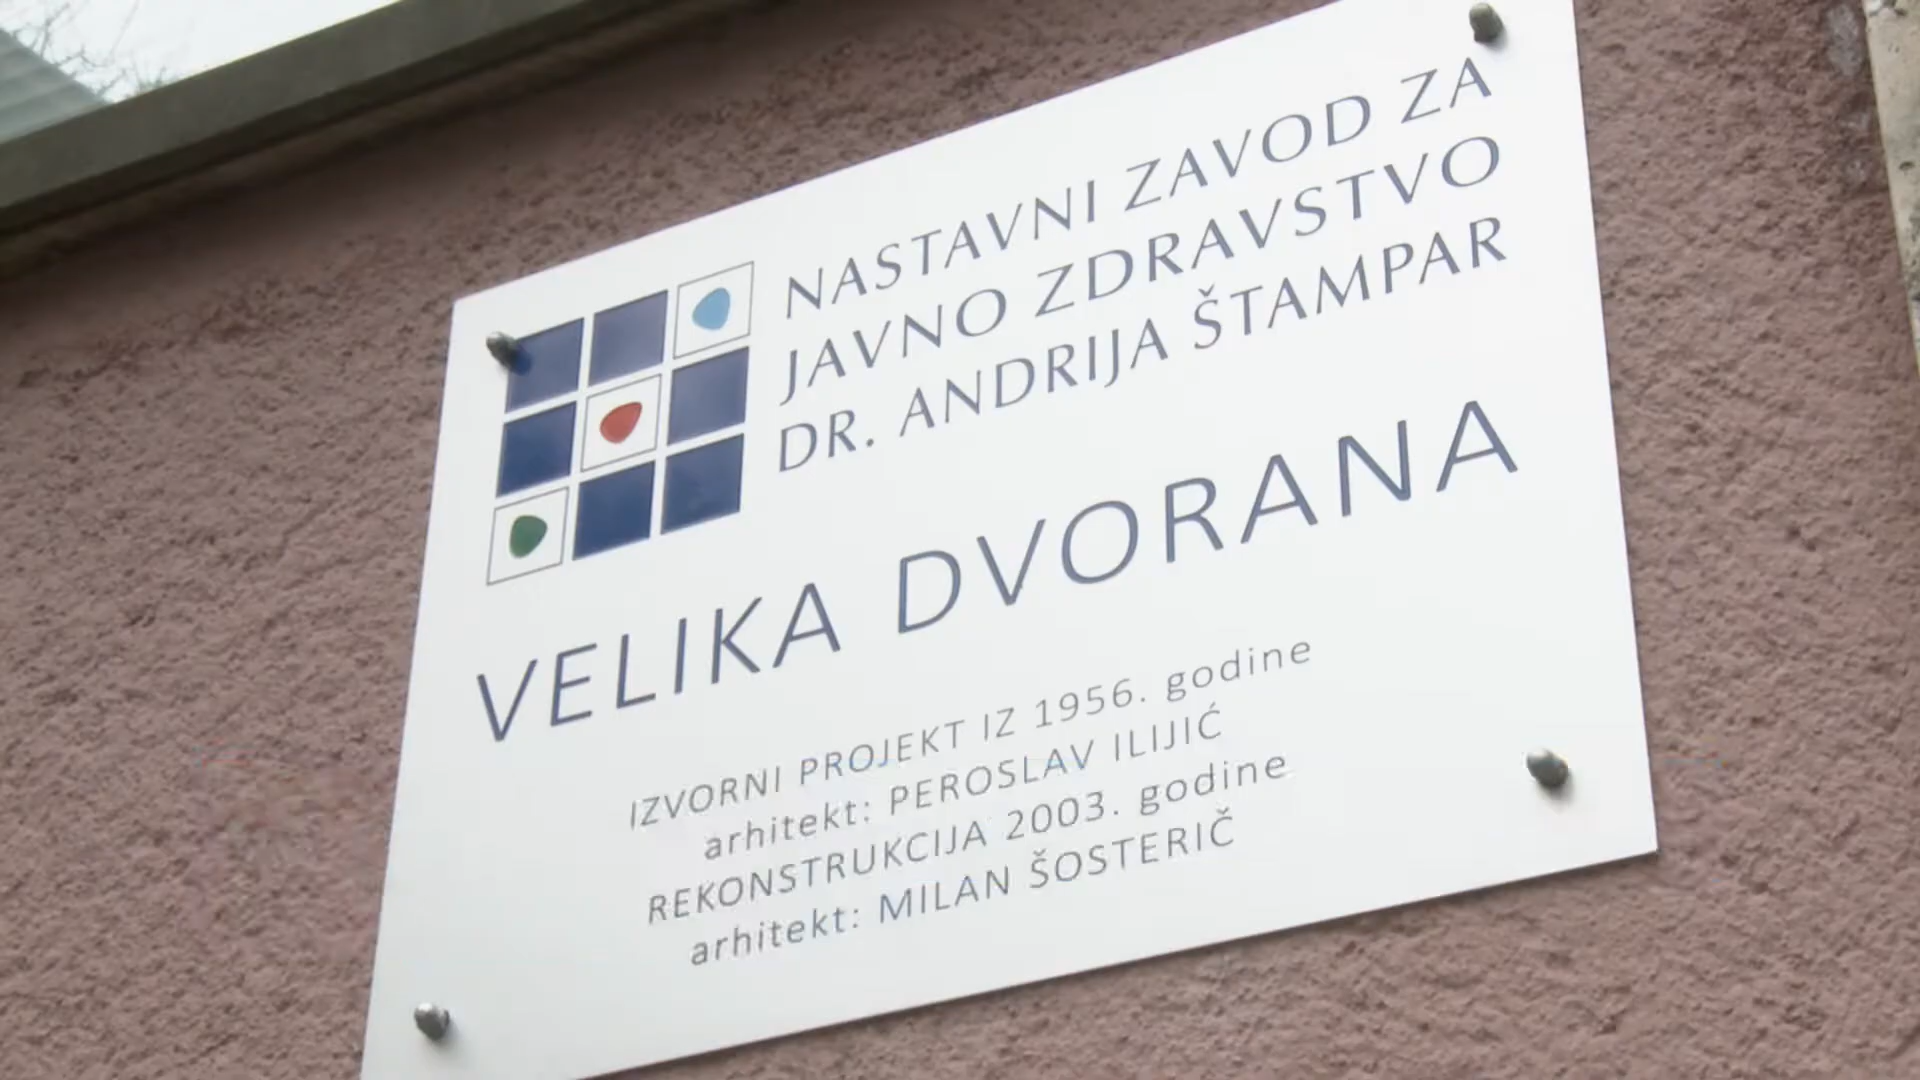 NASTAVNI ZAVOD ZA
JAVNO ZDRAVSTVO
DR. ANDRIJA ŠTAMPAR
VELIKA DVORANA
IZVORNI PROJEKT IZ 1956. godine
arhitekt: PEROSLAV ILIJIĆ
REKONSTRUKCIJA 2003. godine
arhitekt: MILAN ŠOSTERIČ